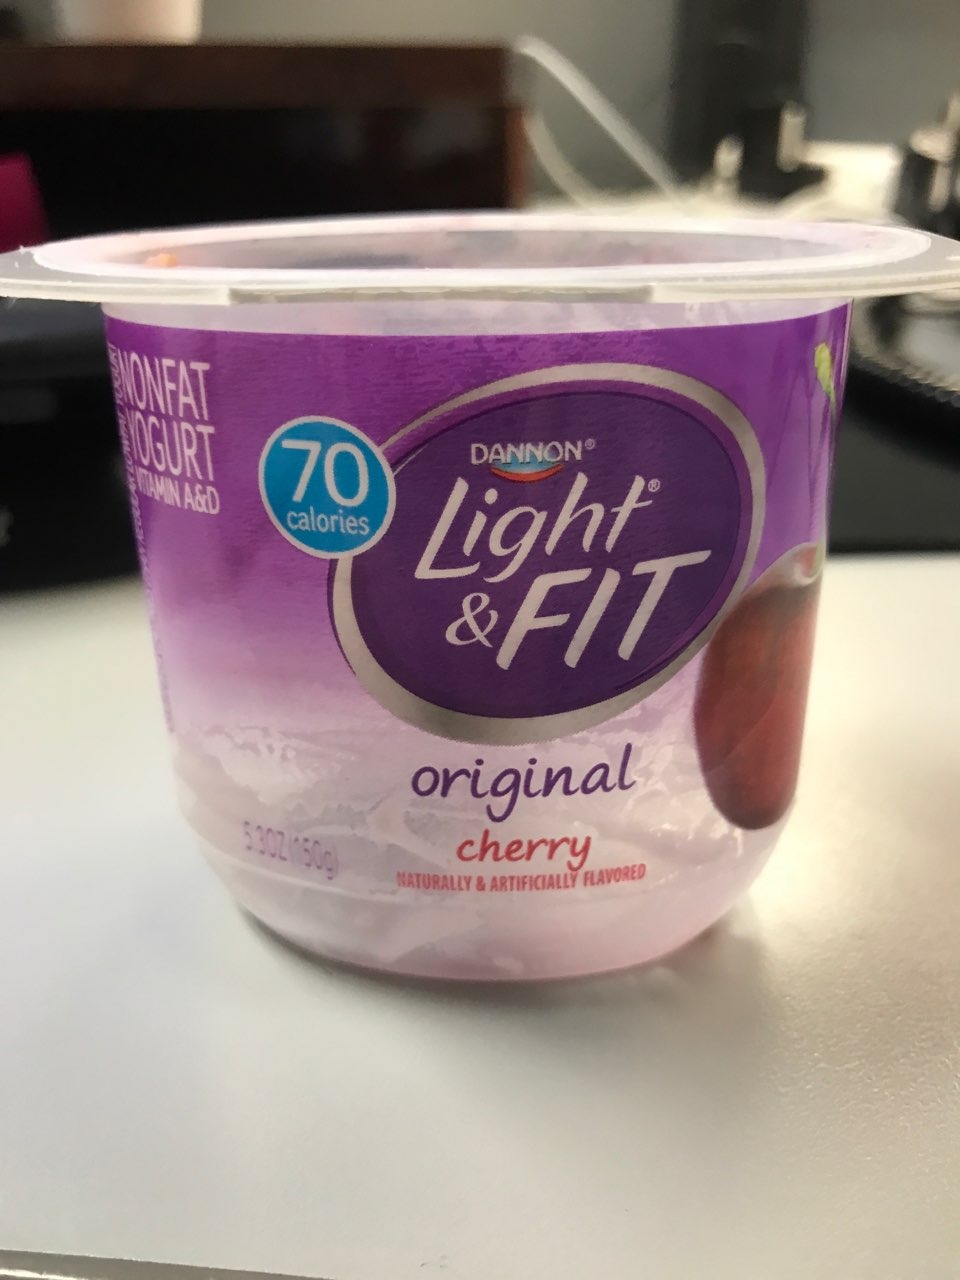 NONFAT
YOGURT
VITAMIN A&D
70
calories
DANNON®
Light®
&FIT
original
cherry
NATURALLY & ARTIFICIALLY FLAVORED
5.3OZ(150g)